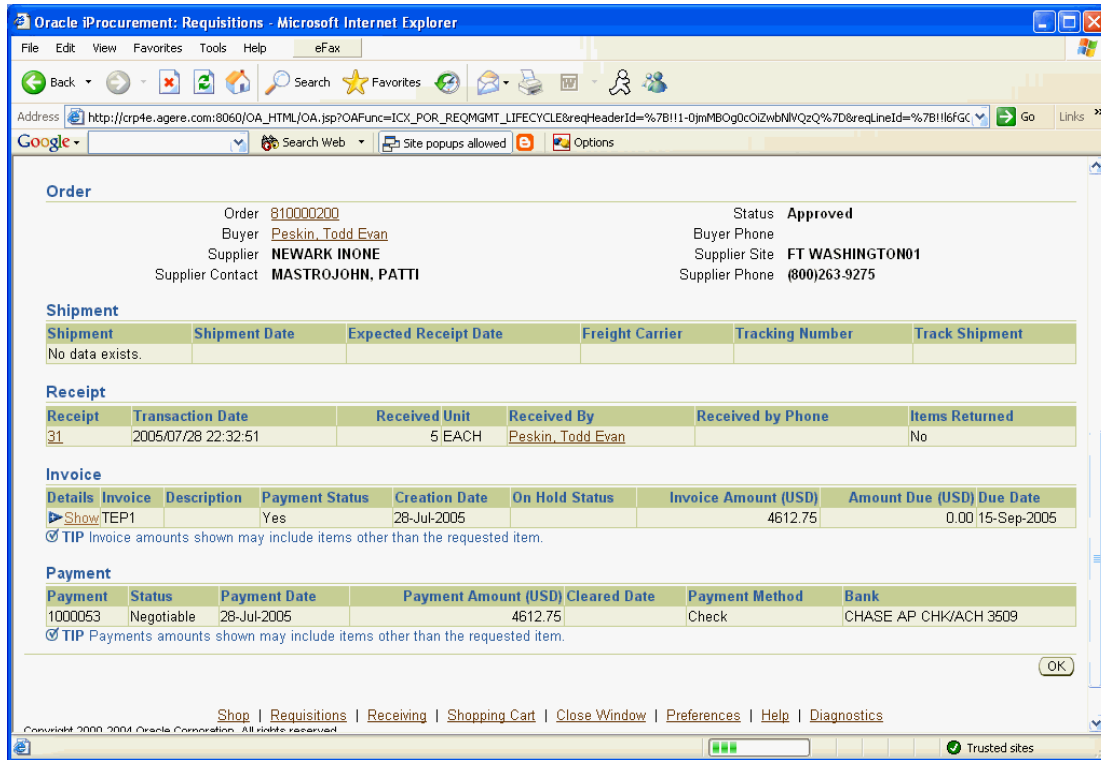 Oracle iProcurement: Requisitions - Microsoft Internet Explorer
File Edit View Favorites Tools Help eFax
Back Search Favorites
Address http://crp4e.agere.com:8060/OA_HTML/OA.jsp?OAFunc=ICX_POR_REQMGMT_LIFECYCLE&reqHeaderId=%7B!!1-0jmMBOg0cOiZwbNlVQzQ%7D&reqLineId=%7B!!l6fGC Go Links »
Google Search Web Site popups allowed Options
Order
Order 810000200 Status Approved
Buyer Peskin, Todd Evan Buyer Phone
Supplier NEWARK INONE Supplier Site FT WASHINGTON01
Supplier Contact MASTROJOHN, PATTI Supplier Phone (800)263-9275
Shipment
Shipment Shipment Date Expected Receipt Date Freight Carrier Tracking Number Track Shipment
No data exists.
Receipt
Receipt Transaction Date Received Unit Received By Received by Phone Items Returned
31 2005/07/28 22:32:51 5 EACH Peskin, Todd Evan No
Invoice
Details Invoice Description Payment Status Creation Date On Hold Status Invoice Amount (USD) Amount Due (USD) Due Date
Show TEP1 Yes 28-Jul-2005 4612.75 0.00 15-Sep-2005
TIP Invoice amounts shown may include items other than the requested item.
Payment
Payment Status Payment Date Payment Amount (USD) Cleared Date Payment Method Bank
1000053 Negotiable 28-Jul-2005 4612.75 Check CHASE AP CHK/ACH 3509
TIP Payments amounts shown may include items other than the requested item.
OK
Shop | Requisitions | Receiving | Shopping Cart | Close Window | Preferences | Help | Diagnostics
Copyright 2000-2004 Oracle Corporation. All rights reserved.
Trusted sites